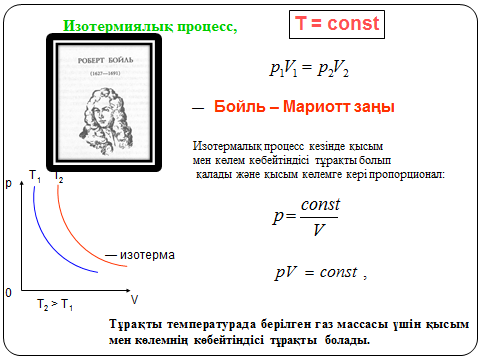 Изотермиялық процесс,
T = const
РОБЕРТ БОЙЛЬ
(1627—1691)
p₁V₁ = p₂V₂
— Бойль – Мариотт заңы
Изотермалық процесс кезінде қысым
мен көлем көбейтіндісі тұрақты болып
қалады және қысым көлемге кері пропорционал:
p = const / V
pV = const ,
p
T₁ T₂
— изотерма
0
T₂ > T₁
V
Тұрақты температурада берілген газ массасы үшін қысым
мен көлемнің көбейтіндісі тұрақты болады.